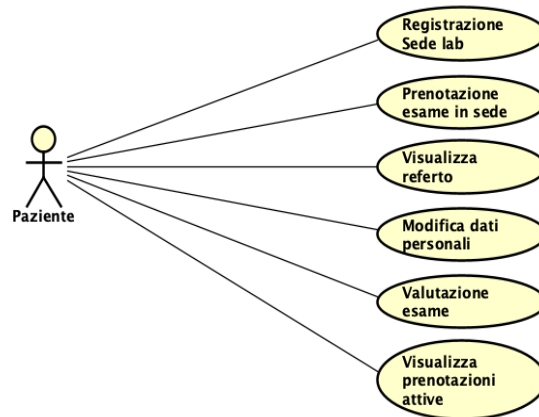 Registrazione
Sede lab
Prenotazione
esame in sede
Visualizza
referto
Paziente
Modifica dati
personali
Valutazione
esame
Visualizza
prenotazioni
attive